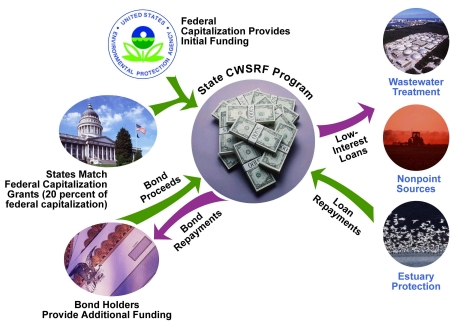 UNITED STATES
ENVIRONMENTAL PROTECTION AGENCY
Federal
Capitalization Provides
Initial Funding
State CWSRF Program
Wastewater
Treatment
States Match
Federal Capitalization
Grants (20 percent of
federal capitalization)
Bond
Proceeds
Bond
Repayments
Low-
Interest
Loans
Loan
Repayments
Nonpoint
Sources
Estuary
Protection
Bond Holders
Provide Additional Funding